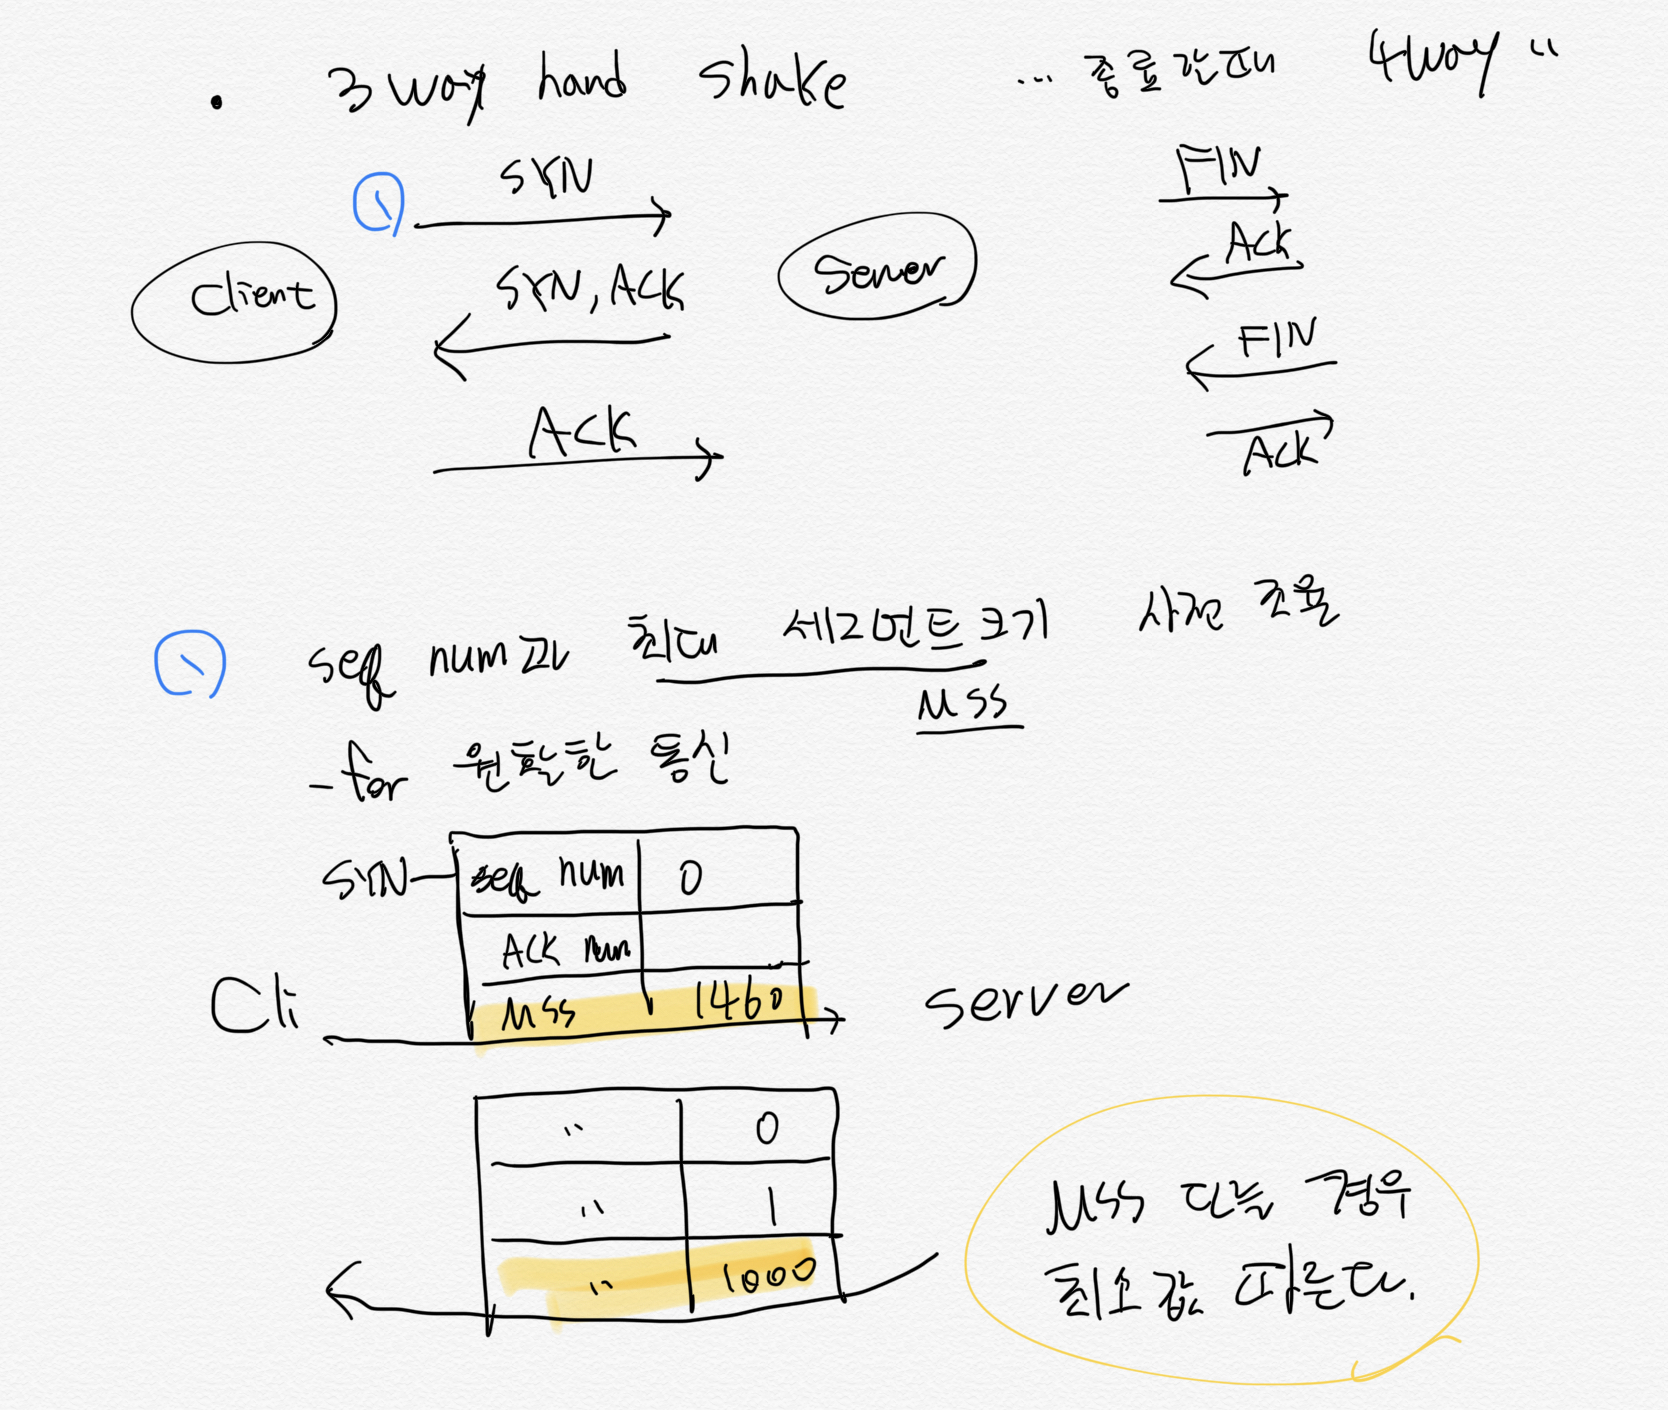 • 3 way hand shake ... 종료 관계 4way "
① SYN
Client
SYN, ACK
Server
ACK
FIN
Ack
FIN
Ack
① seq num과 최대 세그먼트 크기 사전 조율
MSS
- for 원활한 통신
SYN
seq num 0
ACK num
MSS 1460
Cli
server
" 0
" 1
" 1000
MSS 다를 경우
최소값 따른다.